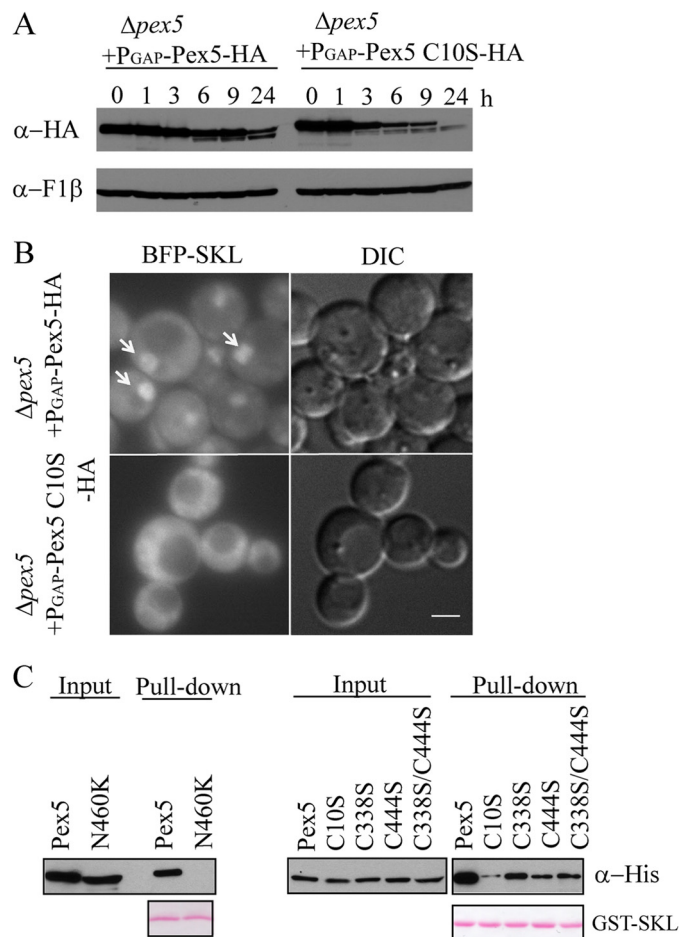 A
Δpex5
+PGAP-Pex5-HA
Δpex5
+PGAP-Pex5 C10S-HA
0 1 3 6 9 24 0 1 3 6 9 24 h
α−HA
α−F1β
B
BFP-SKL DIC
Δpex5
+PGAP-Pex5-HA
Δpex5
+PGAP-Pex5 C10S
-HA
C
Input Pull-down Input Pull-down
Pex5 N460K Pex5 N460K Pex5 C10S C338S C444S C338S/C444S Pex5 C10S C338S C444S C338S/C444S
α−His
GST-SKL